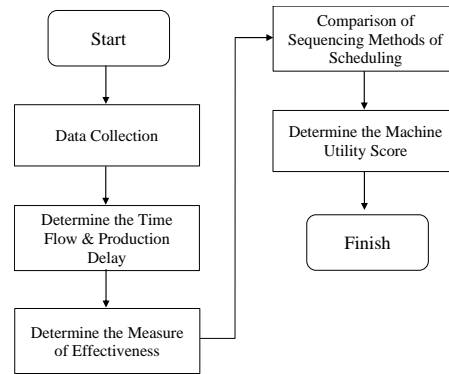 Start
Data Collection
Determine the Time
Flow & Production
Delay
Determine the Measure
of Effectiveness
Comparison of
Sequencing Methods of
Scheduling
Determine the Machine
Utility Score
Finish